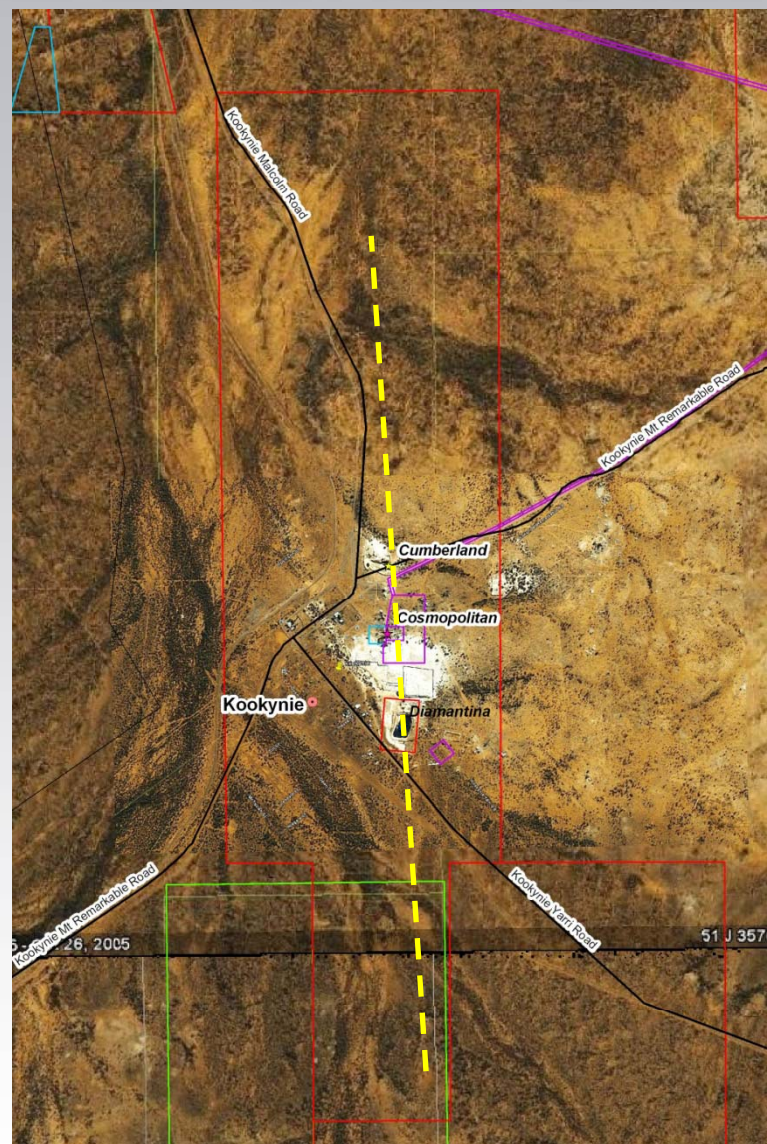 Kookynie Malcolm Road
Kookynie Mt Remarkable Road
Cumberland
Cosmopolitan
Kookynie
Diamantina
Kookynie Mt Remarkable Road
Kookynie Yarri Road
26, 2005
51 J 357